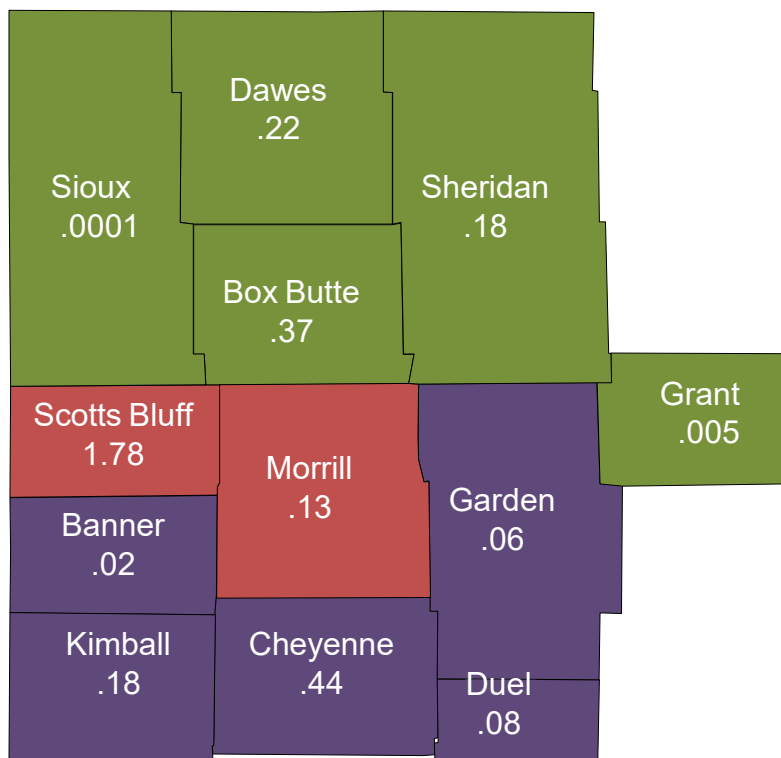 Dawes
.22
Sioux
.0001
Sheridan
.18
Box Butte
.37
Grant
.005
Scotts Bluff
1.78
Morrill
.13
Garden
.06
Banner
.02
Kimball
.18
Cheyenne
.44
Duel
.08